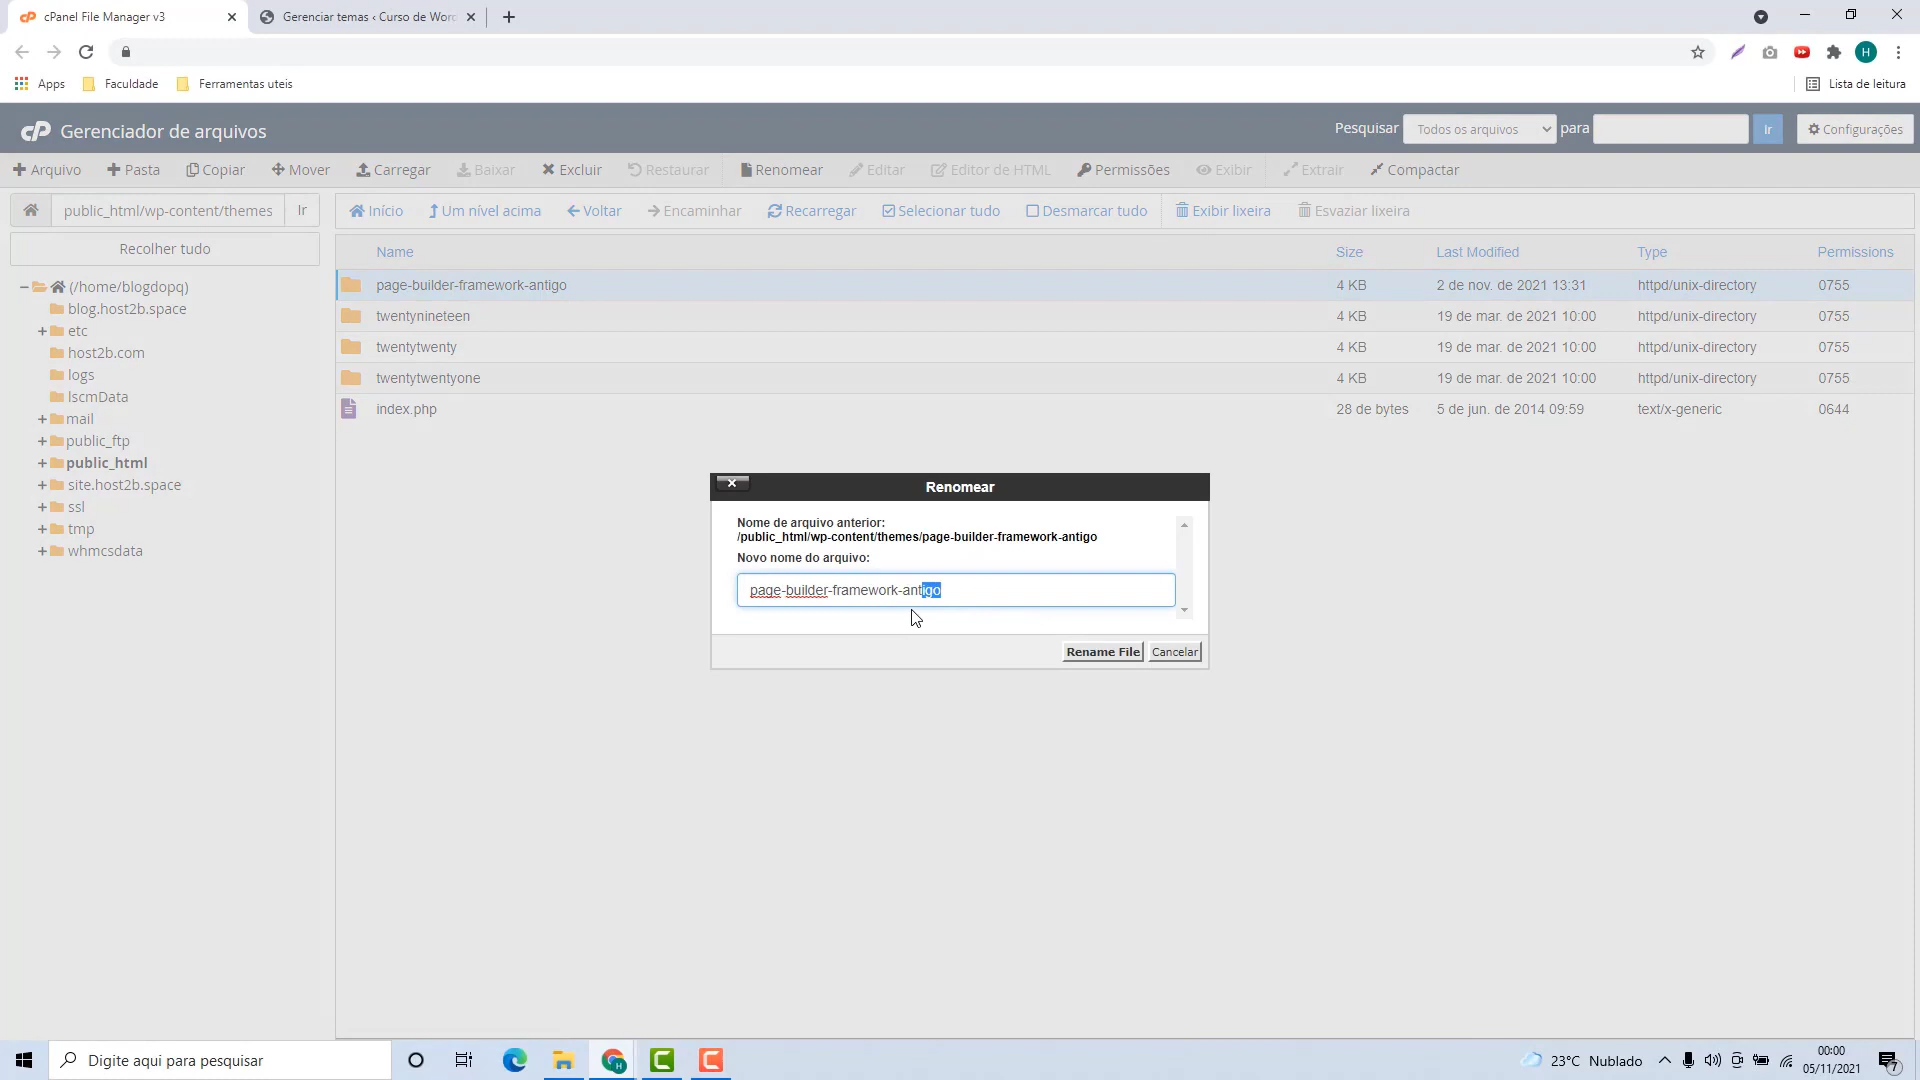 cPanel File Manager v3
Gerenciar temas ‹ Curso de Wor
H
Apps
Faculdade
Ferramentas uteis
Lista de leitura
cP Gerenciador de arquivos
Pesquisar
Todos os arquivos
para
Ir
Configurações
Arquivo
Pasta
Copiar
Mover
Carregar
Baixar
Excluir
Restaurar
Renomear
Editar
Editor de HTML
Permissões
Exibir
Extrair
Compactar
public_html/wp-content/themes
Ir
Início
Um nível acima
Voltar
Encaminhar
Recarregar
Selecionar tudo
Desmarcar tudo
Exibir lixeira
Esvaziar lixeira
Recolher tudo
(/home/blogdopq)
blog.host2b.space
etc
host2b.com
logs
lscmData
mail
public_ftp
public_html
site.host2b.space
ssl
tmp
whmcsdata
Name Size Last Modified Type Permissions
page-builder-framework-antigo 4 KB 2 de nov. de 2021 13:31 httpd/unix-directory 0755
twentynineteen 4 KB 19 de mar. de 2021 10:00 httpd/unix-directory 0755
twentytwenty 4 KB 19 de mar. de 2021 10:00 httpd/unix-directory 0755
twentytwentyone 4 KB 19 de mar. de 2021 10:00 httpd/unix-directory 0755
index.php 28 de bytes 5 de jun. de 2014 09:59 text/x-generic 0644
Renomear
Nome de arquivo anterior:
/public_html/wp-content/themes/page-builder-framework-antigo
Novo nome do arquivo:
page-builder-framework-antigo
Rename File
Cancelar
Digite aqui para pesquisar
23°C Nublado
00:00
05/11/2021
7